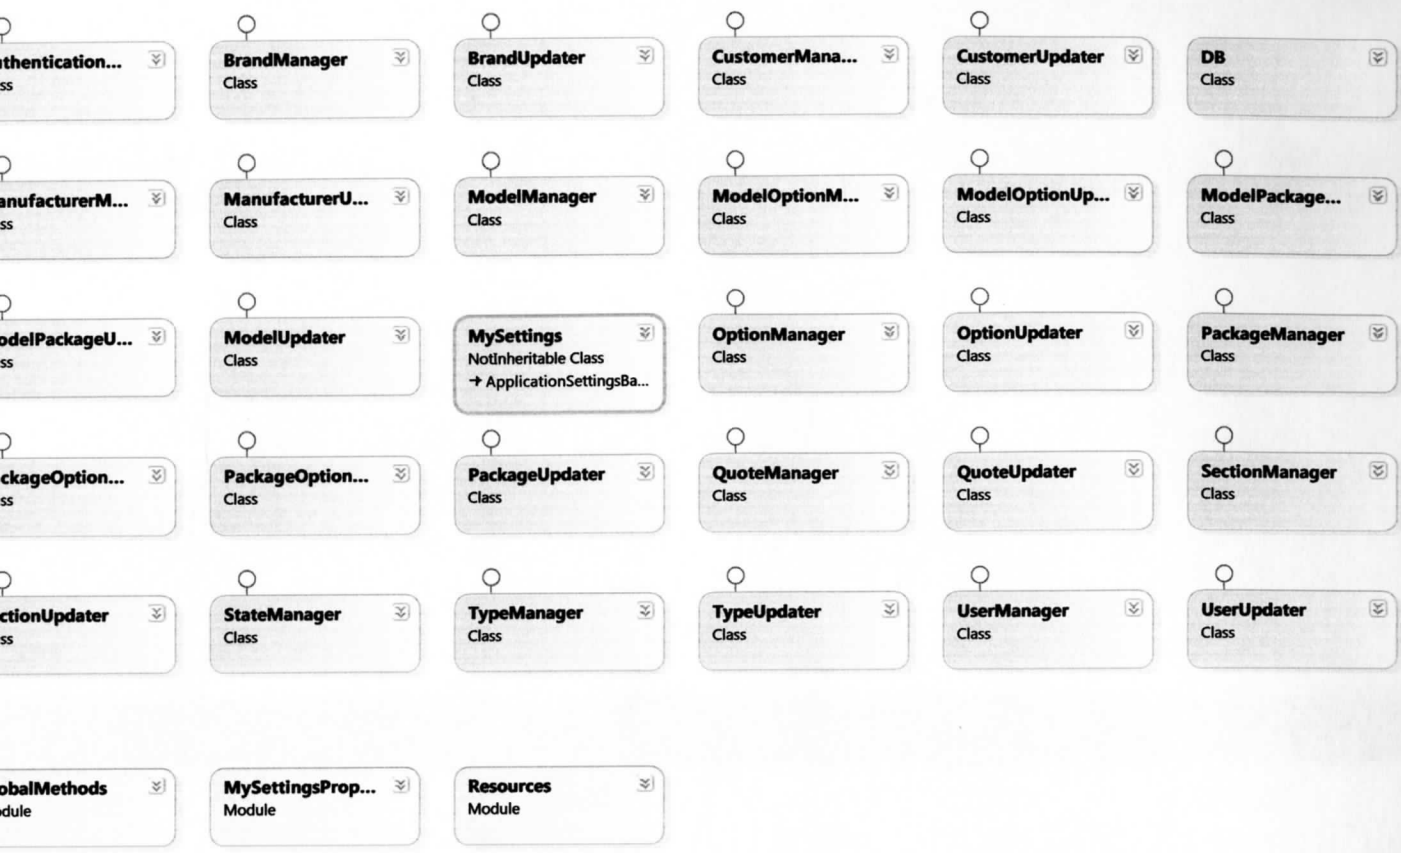 thentication...
ss
BrandManager
Class
BrandUpdater
Class
CustomerMana...
Class
CustomerUpdater
Class
DB
Class
anufacturerM...
ss
ManufacturerU...
Class
ModelManager
Class
ModelOptionM...
Class
ModelOptionUp...
Class
ModelPackage...
Class
odelPackageU...
ss
ModelUpdater
Class
MySettings
NotInheritable Class
➔ ApplicationSettingsBa...
OptionManager
Class
OptionUpdater
Class
PackageManager
Class
ckageOption...
ss
PackageOption...
Class
PackageUpdater
Class
QuoteManager
Class
QuoteUpdater
Class
SectionManager
Class
ctionUpdater
ss
StateManager
Class
TypeManager
Class
TypeUpdater
Class
UserManager
Class
UserUpdater
Class
obalMethods
dule
MySettingsProp...
Module
Resources
Module